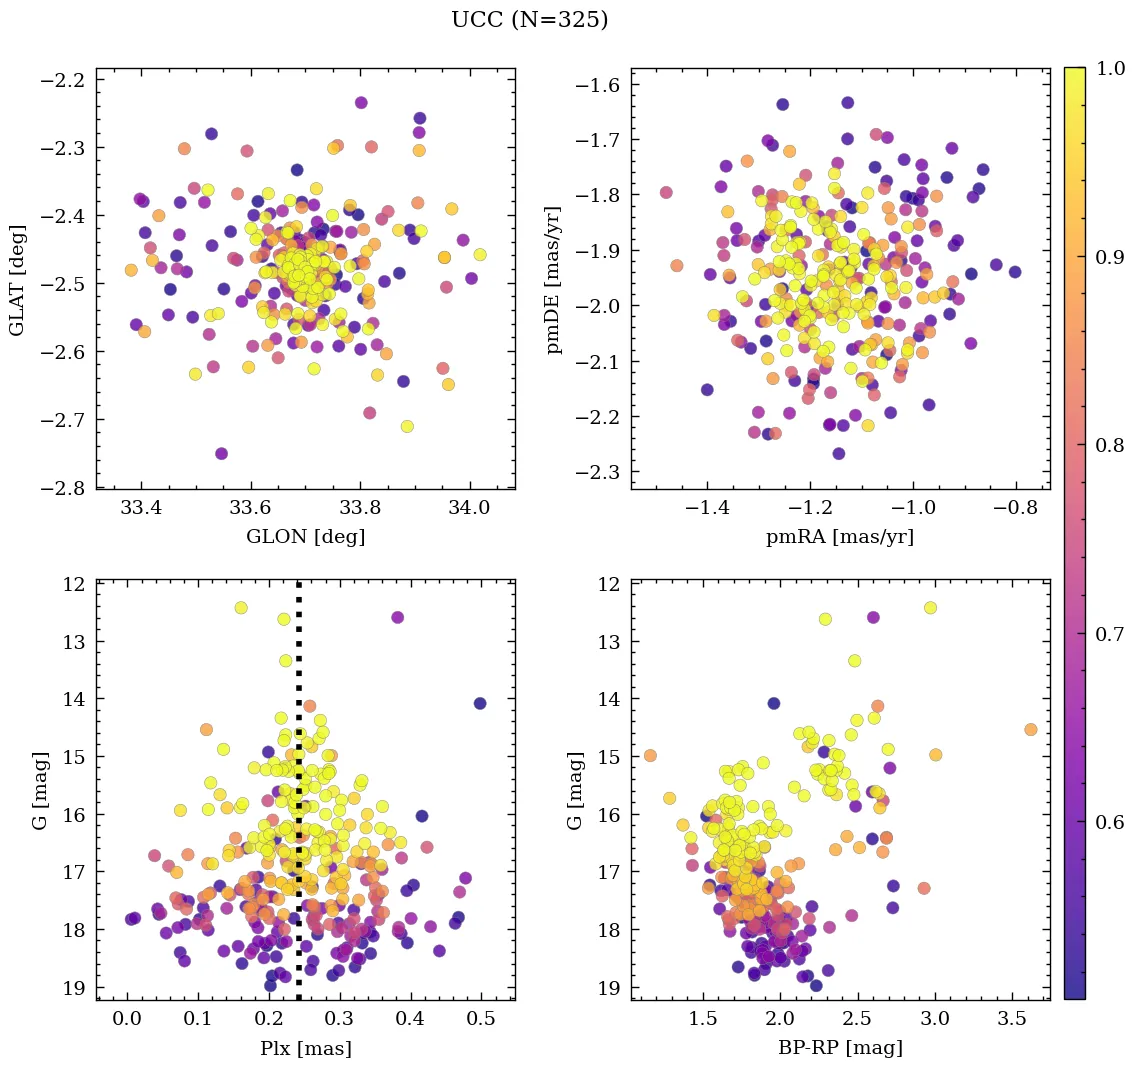 UCC (N=325)
−2.2
−2.3
−2.4
−2.5
−2.6
−2.7
−2.8
GLAT [deg]
33.4 33.6 33.8 34.0
GLON [deg]
−1.6
−1.7
−1.8
−1.9
−2.0
−2.1
−2.2
−2.3
pmDE [mas/yr]
−1.4 −1.2 −1.0 −0.8
pmRA [mas/yr]
12
13
14
15
16
17
18
19
G [mag]
0.0 0.1 0.2 0.3 0.4 0.5
Plx [mas]
12
13
14
15
16
17
18
19
G [mag]
1.5 2.0 2.5 3.0 3.5
BP-RP [mag]
1.0
0.9
0.8
0.7
0.6